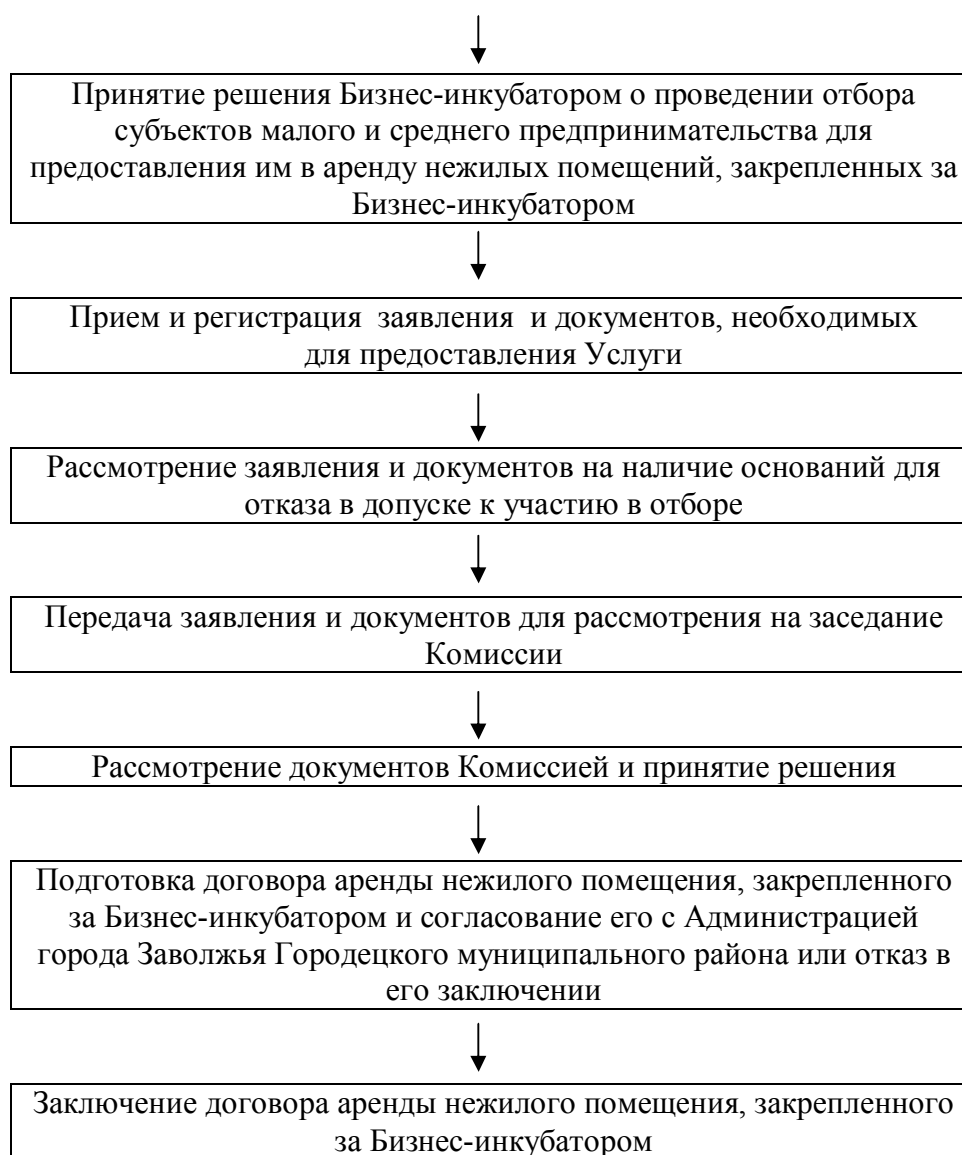 Принятие решения Бизнес-инкубатором о проведении отбора
субъектов малого и среднего предпринимательства для
предоставления им в аренду нежилых помещений, закрепленных за
Бизнес-инкубатором
Прием и регистрация заявления и документов, необходимых
для предоставления Услуги
Рассмотрение заявления и документов на наличие оснований для
отказа в допуске к участию в отборе
Передача заявления и документов для рассмотрения на заседание
Комиссии
Рассмотрение документов Комиссией и принятие решения
Подготовка договора аренды нежилого помещения, закрепленного
за Бизнес-инкубатором и согласование его с Администрацией
города Заволжья Городецкого муниципального района или отказ в
его заключении
Заключение договора аренды нежилого помещения, закрепленного
за Бизнес-инкубатором